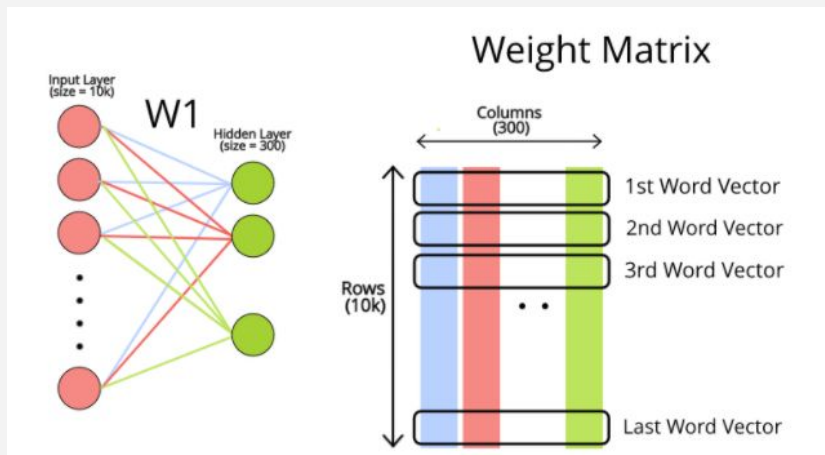 Weight Matrix
Input Layer
(size = 10k)
W1
Hidden Layer
(size = 300)
Columns
(300)
1st Word Vector
2nd Word Vector
3rd Word Vector
Rows
(10k)
Last Word Vector